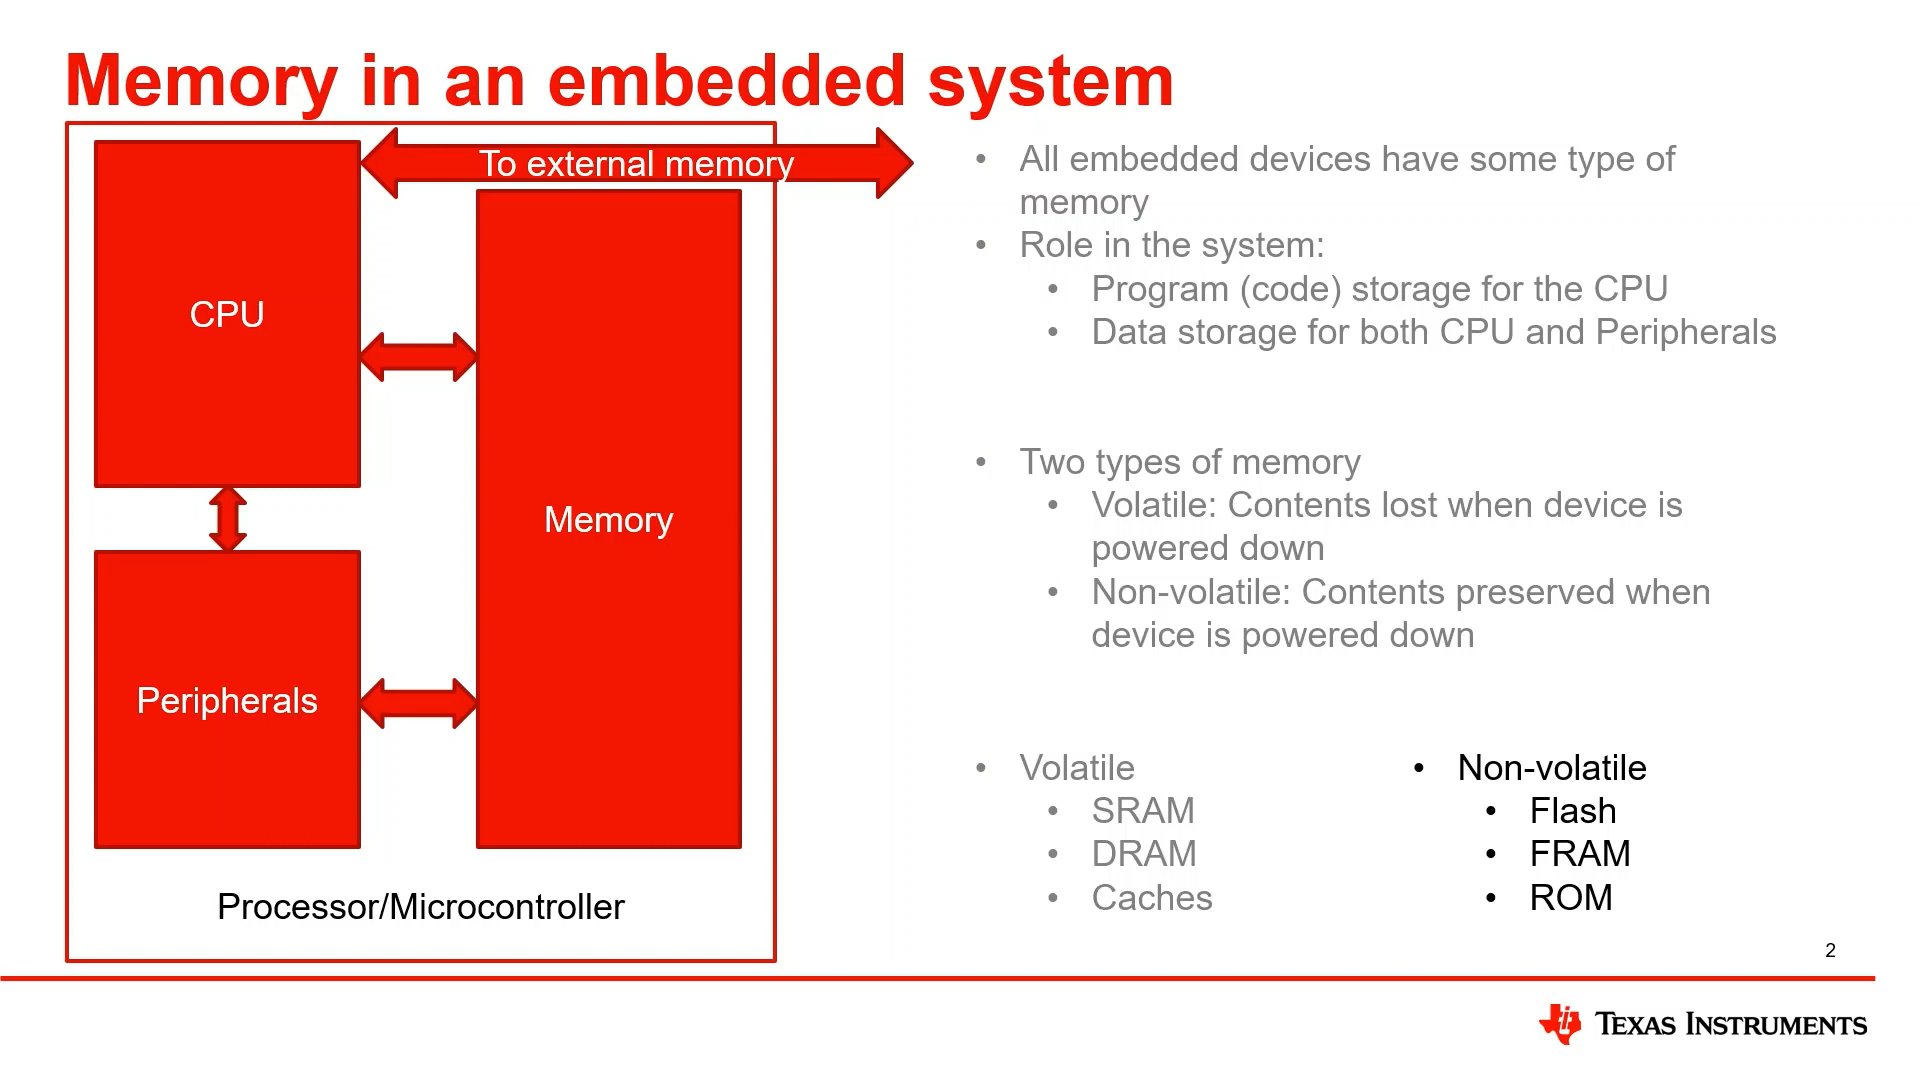 Memory in an embedded system
To external memory
CPU
Memory
Peripherals
Processor/Microcontroller
• All embedded devices have some type of
memory
• Role in the system:
• Program (code) storage for the CPU
• Data storage for both CPU and Peripherals
• Two types of memory
• Volatile: Contents lost when device is
powered down
• Non-volatile: Contents preserved when
device is powered down
• Volatile
• SRAM
• DRAM
• Caches
• Non-volatile
• Flash
• FRAM
• ROM
2
TEXAS INSTRUMENTS